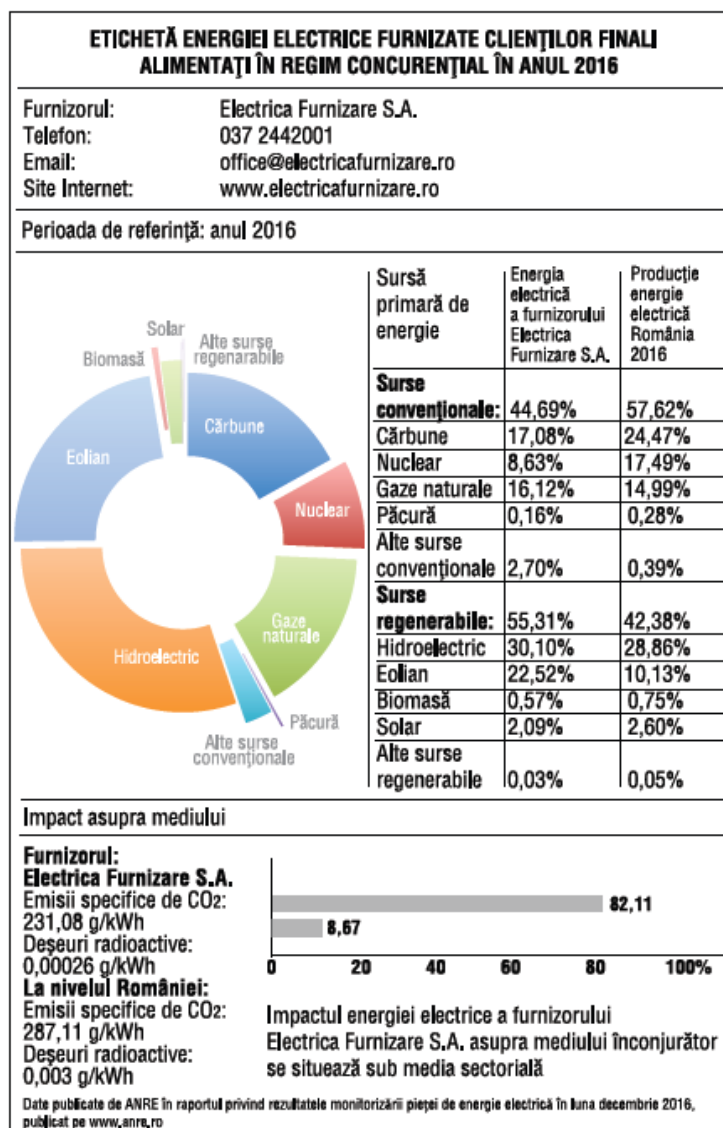 ETICHETĂ ENERGIEI ELECTRICE FURNIZATE CLIENȚILOR FINALI
ALIMENTAȚI ÎN REGIM CONCURENȚIAL ÎN ANUL 2016
Furnizorul: Electrica Furnizare S.A.
Telefon: 037 2442001
Email: office@electricafurnizare.ro
Site Internet: www.electricafurnizare.ro
Perioada de referință: anul 2016
Solar
Alte surse
regenarabile
Biomasă
Cărbune
Eolian
Nuclear
Gaze
naturale
Hidroelectric
Păcură
Alte surse
convenționale
Sursă
primară de
energie
Energia
electrică
a furnizorului
Electrica
Furnizare S.A.
Producție
energie
electrică
România
2016
Surse
convenționale: 44,69% 57,62%
Cărbune 17,08% 24,47%
Nuclear 8,63% 17,49%
Gaze naturale 16,12% 14,99%
Păcură 0,16% 0,28%
Alte surse
convenționale 2,70% 0,39%
Surse
regenerabile: 55,31% 42,38%
Hidroelectric 30,10% 28,86%
Eolian 22,52% 10,13%
Biomasă 0,57% 0,75%
Solar 2,09% 2,60%
Alte surse
regenerabile 0,03% 0,05%
Impact asupra mediului
Furnizorul:
Electrica Furnizare S.A.
Emisii specifice de CO2:
231,08 g/kWh
Deșeuri radioactive:
0,00026 g/kWh
La nivelul României:
Emisii specifice de CO2:
287,11 g/kWh
Deșeuri radioactive:
0,003 g/kWh
82,11
8,67
0 20 40 60 80 100%
Impactul energiei electrice a furnizorului
Electrica Furnizare S.A. asupra mediului înconjurător
se situează sub media sectorială
Date publicate de ANRE în raportul privind rezultatele monitorizării pieței de energie electrică în luna decembrie 2016,
publicat pe www.anre.ro